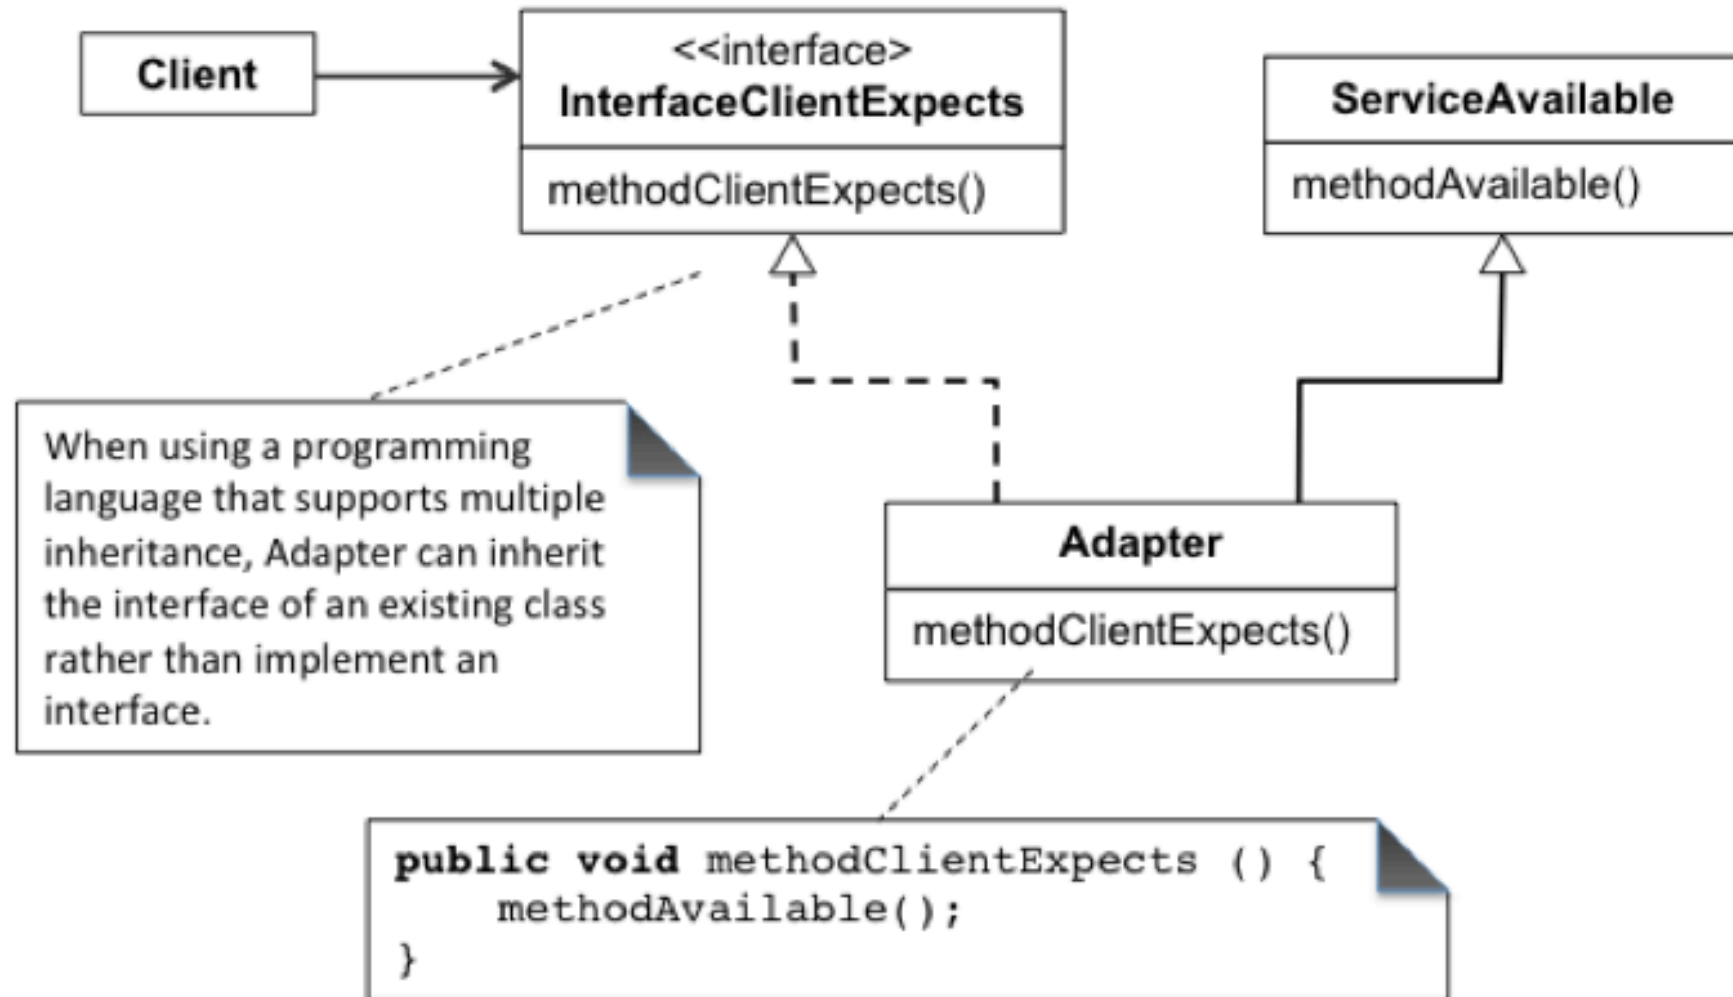 Client
<<interface>
InterfaceClientExpects
methodClientExpects()
ServiceAvailable
methodAvailable()
When using a programming
language that supports multiple
inheritance, Adapter can inherit
the interface of an existing class
rather than implement an
interface.
Adapter
methodClientExpects()
public void methodClientExpects () {
methodAvailable();
}